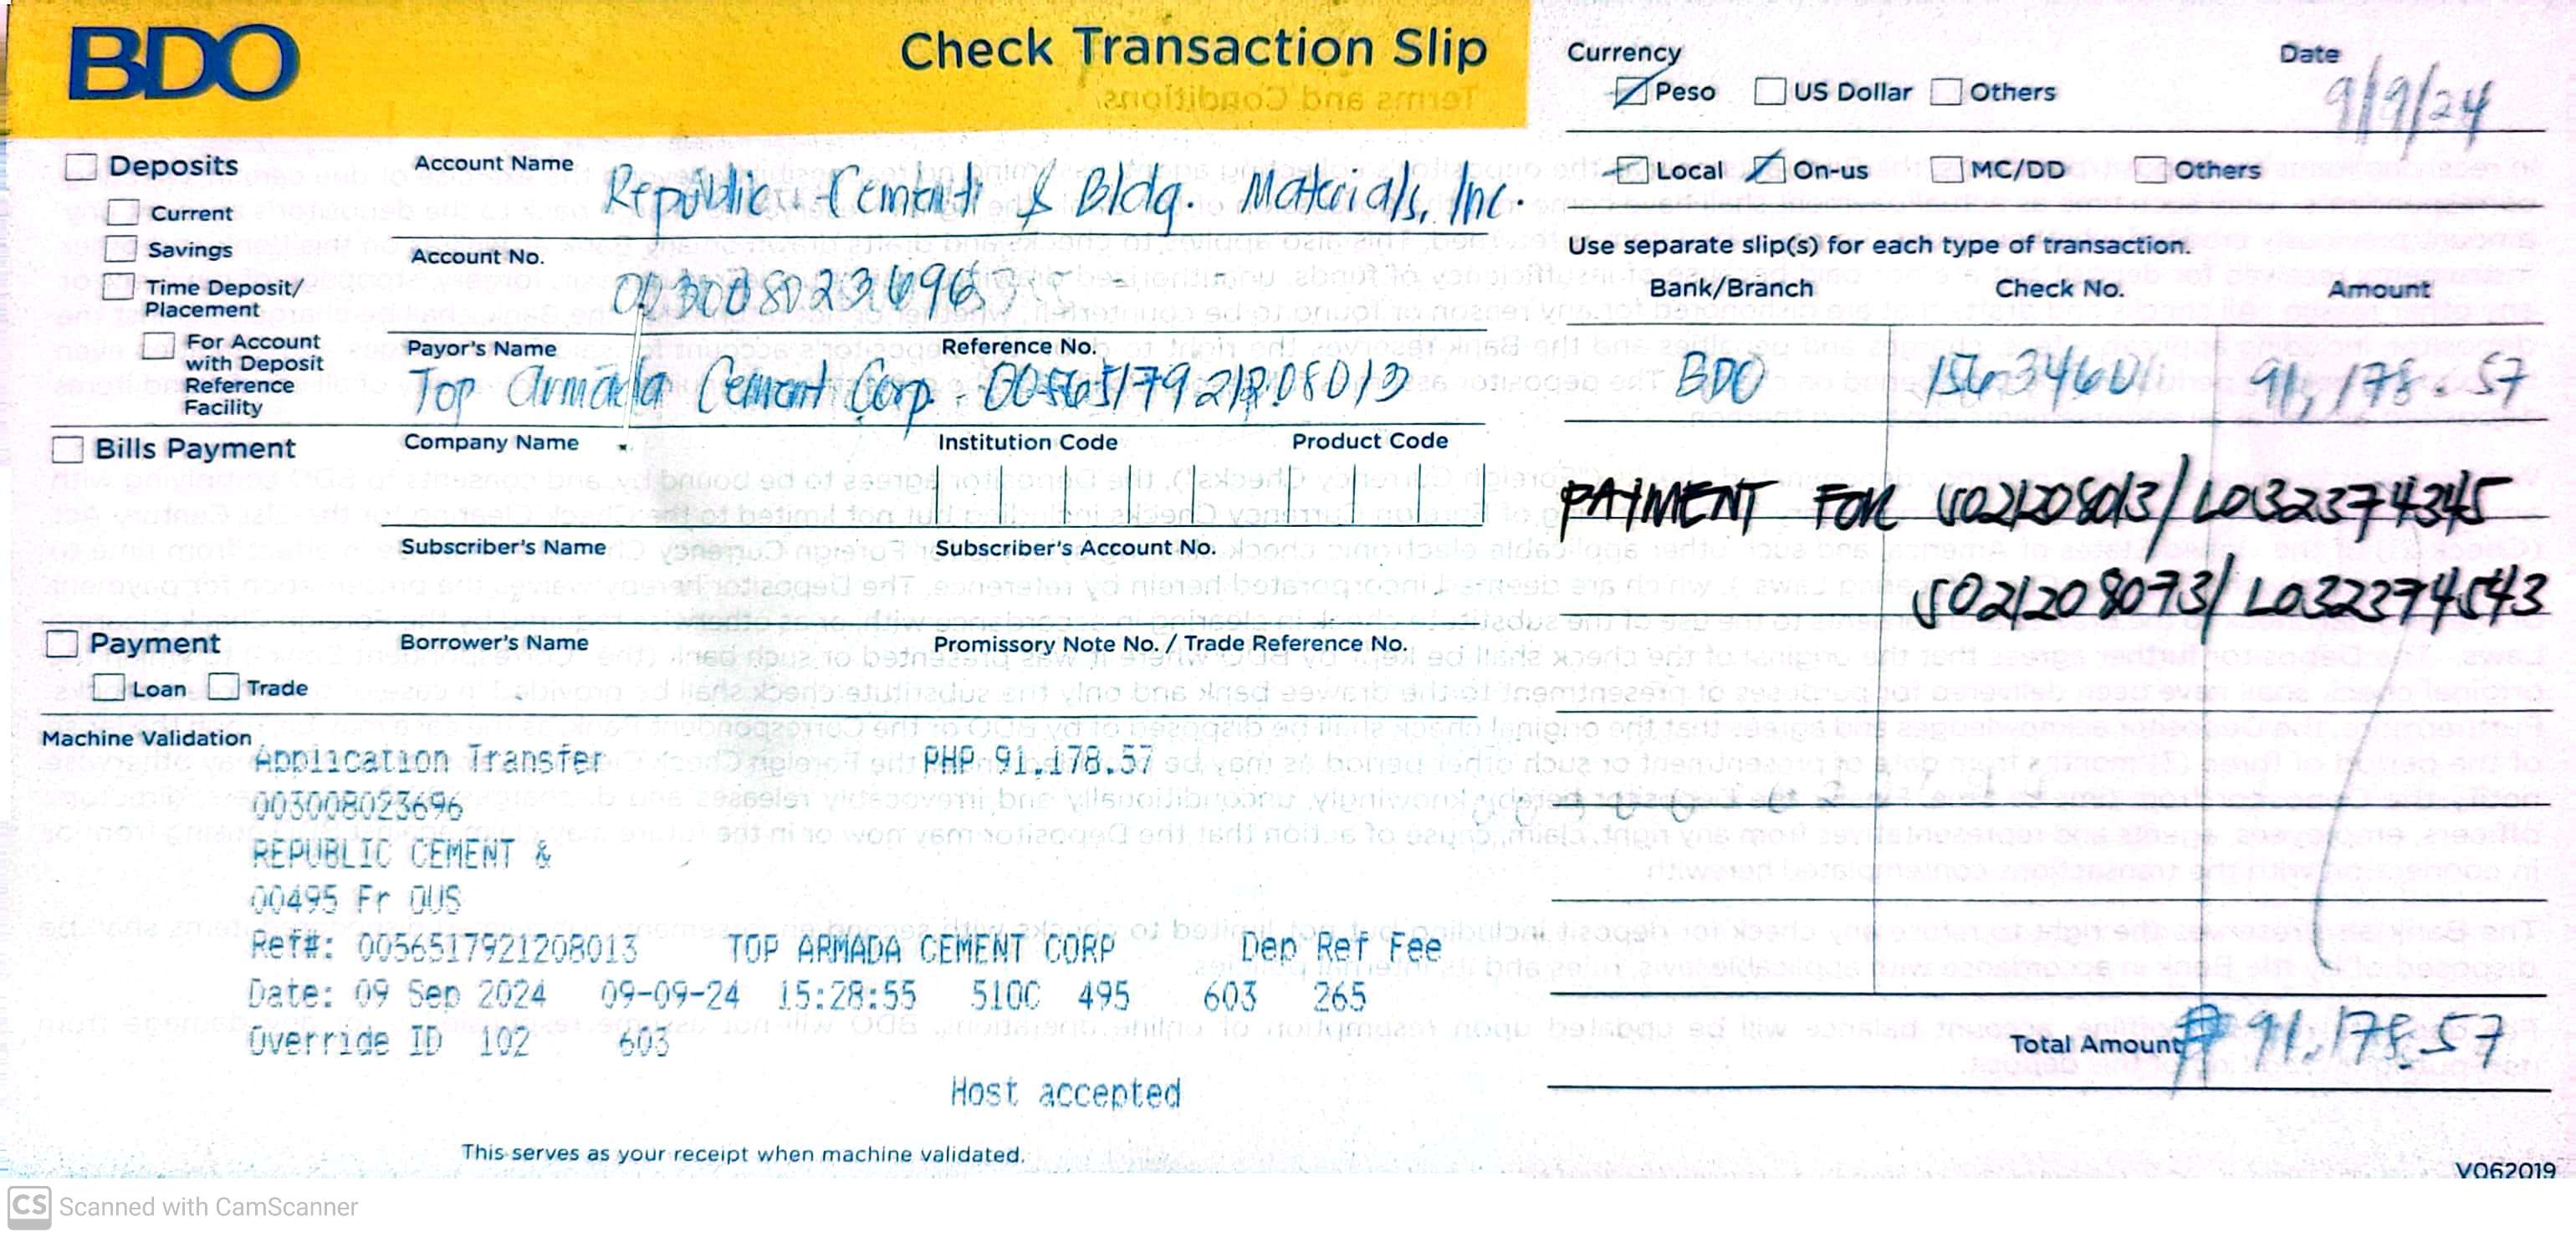 BDO
Check Transaction Slip
Currency
Peso US Dollar Others
Date
9/9/24
Local On-us MC/DD Others
Use separate slip(s) for each type of transaction.
Bank/Branch Check No. Amount
BDO 91,178.57
PAYMENT FOR 5021208013/L032374345
5021208073/L032274543
Total Amount ₱ 91,178.57
Deposits
Current
Savings
Time Deposit/
Placement
For Account
with Deposit
Reference
Facility
Account Name Republic Cement & Bldg. Materials, Inc.
Account No. 003008023696
Payor's Name Reference No.
Top Armada Cement Corp. - 0056517921208013
Bills Payment
Company Name Institution Code Product Code
Subscriber's Name Subscriber's Account No.
Payment
Loan Trade
Borrower's Name Promissory Note No. / Trade Reference No.
Machine Validation
Application Transfer PHP 91,178.57
003008023696
REPUBLIC CEMENT &
00495 Fr OUS
Ref#: 0056517921208013 TOP ARMADA CEMENT CORP Dep Ref Fee
Date: 09 Sep 2024 09-09-24 15:28:55 510C 495 603 265
Override ID 102 603
Host accepted
This serves as your receipt when machine validated.
V062019
CS Scanned with CamScanner